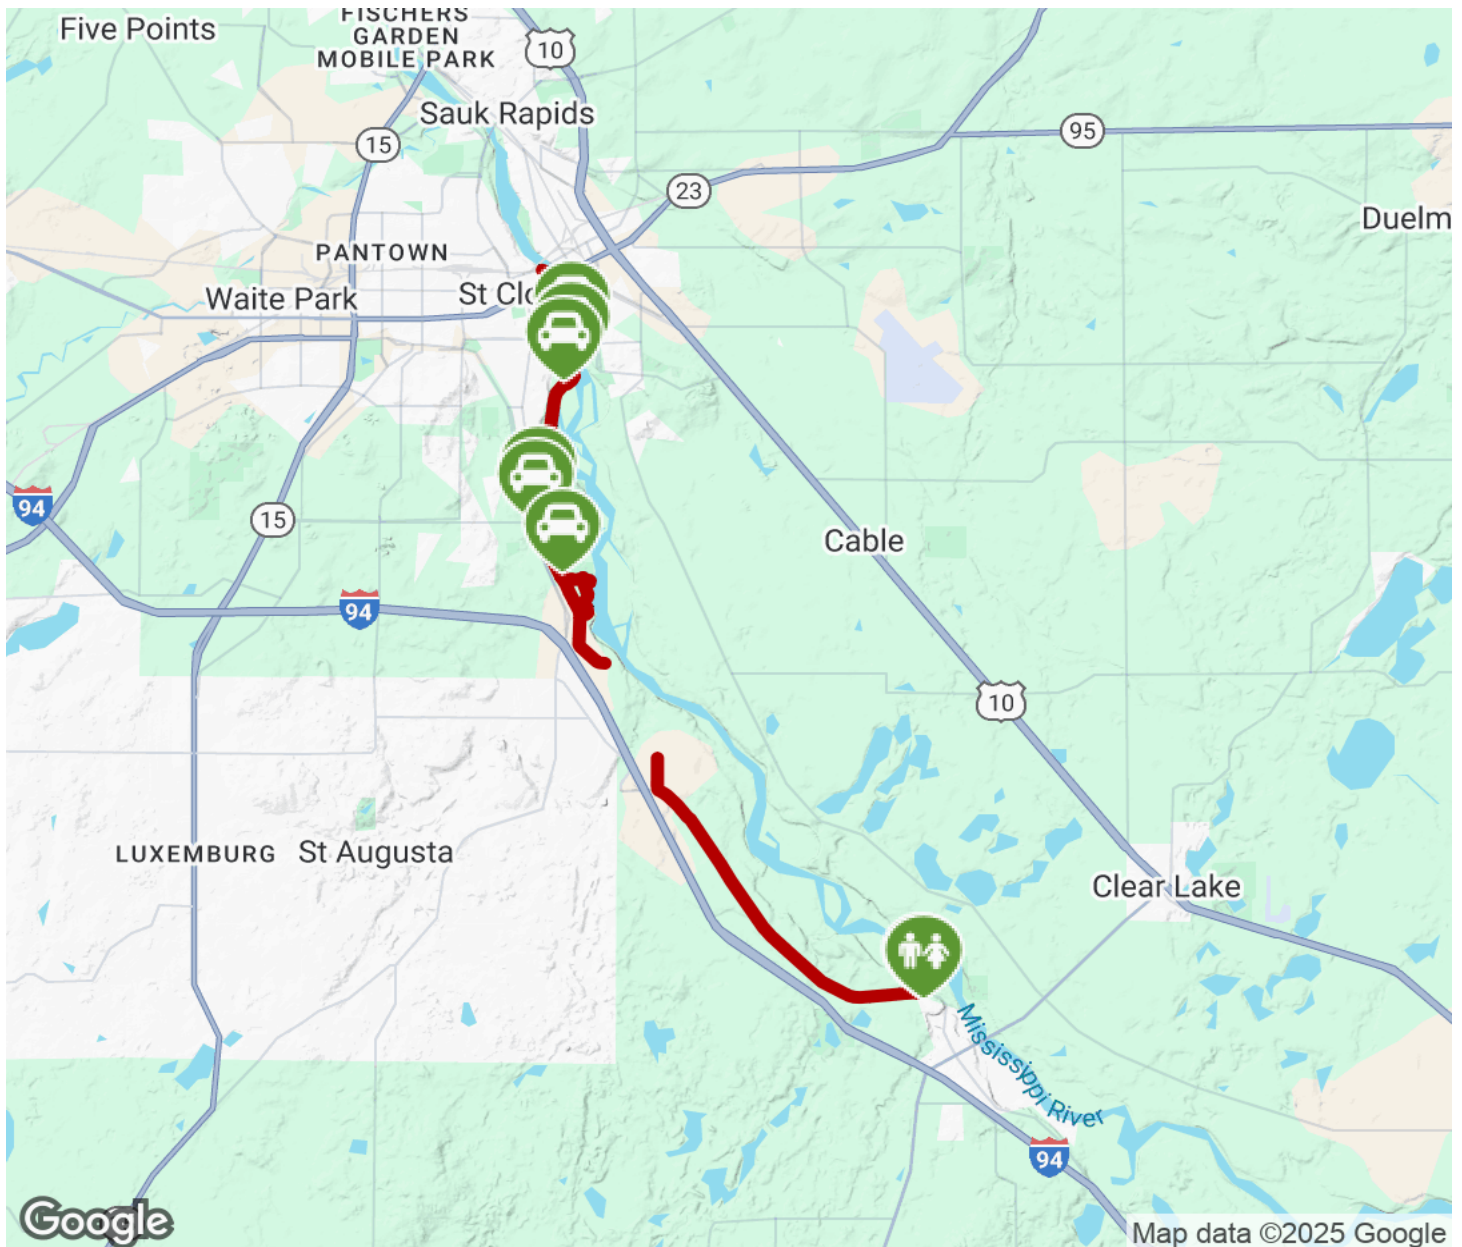 Five Points
FISCHERS
GARDEN
MOBILE PARK
10
Sauk Rapids
15
95
23
Duelm
PANTOWN
Waite Park
St Clo
94
15
Cable
94
10
LUXEMBURG
St Augusta
Clear Lake
Mississippi River
94
Google
Map data ©2025 Google